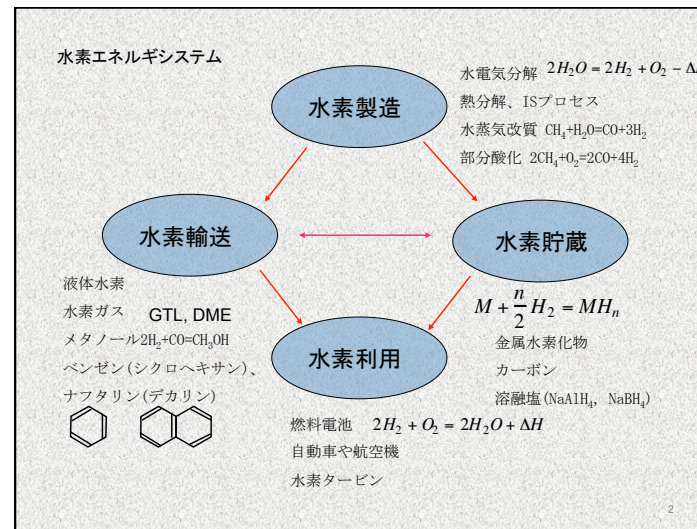 水素エネルギシステム
水電気分解 2H₂O = 2H₂ + O₂ − Δ
水素製造
熱分解、ISプロセス
水蒸気改質 CH₄+H₂O=CO+3H₂
部分酸化 2CH₄+O₂=2CO+4H₂
水素輸送
水素貯蔵
液体水素
水素ガス GTL, DME
メタノール2H₂+CO=CH₃OH
ベンゼン(シクロヘキサン)、
ナフタリン(デカリン)
M + n/2 H₂ = MHₙ
金属水素化物
カーボン
溶融塩(NaAlH₄, NaBH₄)
水素利用
燃料電池 2H₂ + O₂ = 2H₂O + ΔH
自動車や航空機
水素タービン
2